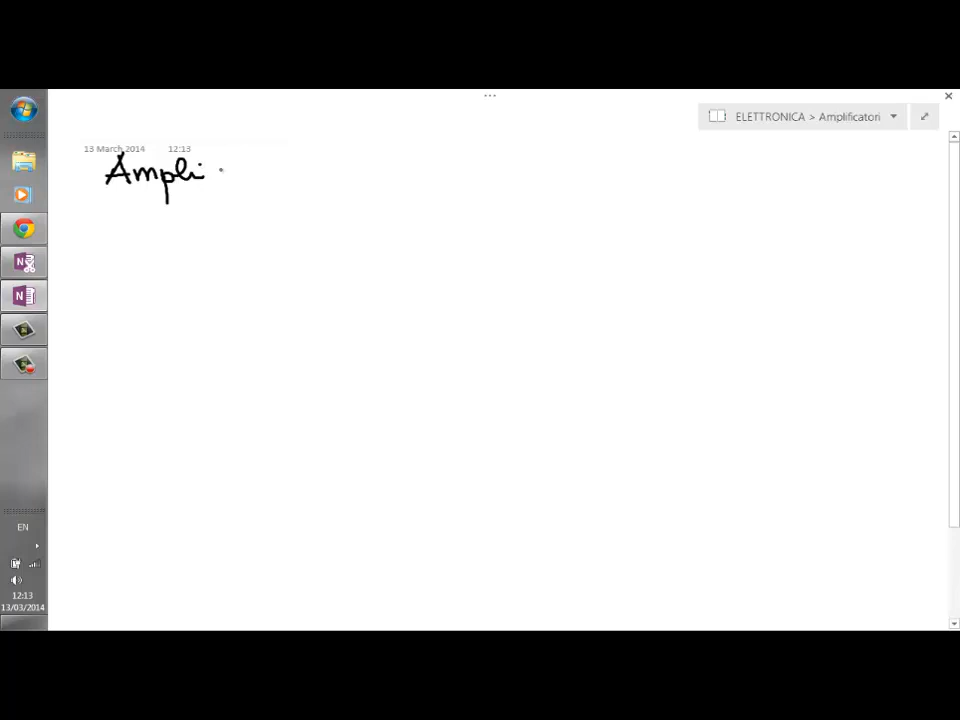 ELETTRONICA > Amplificatori
13 March 2014 12:13
Ampli
EN
12:13
13/03/2014